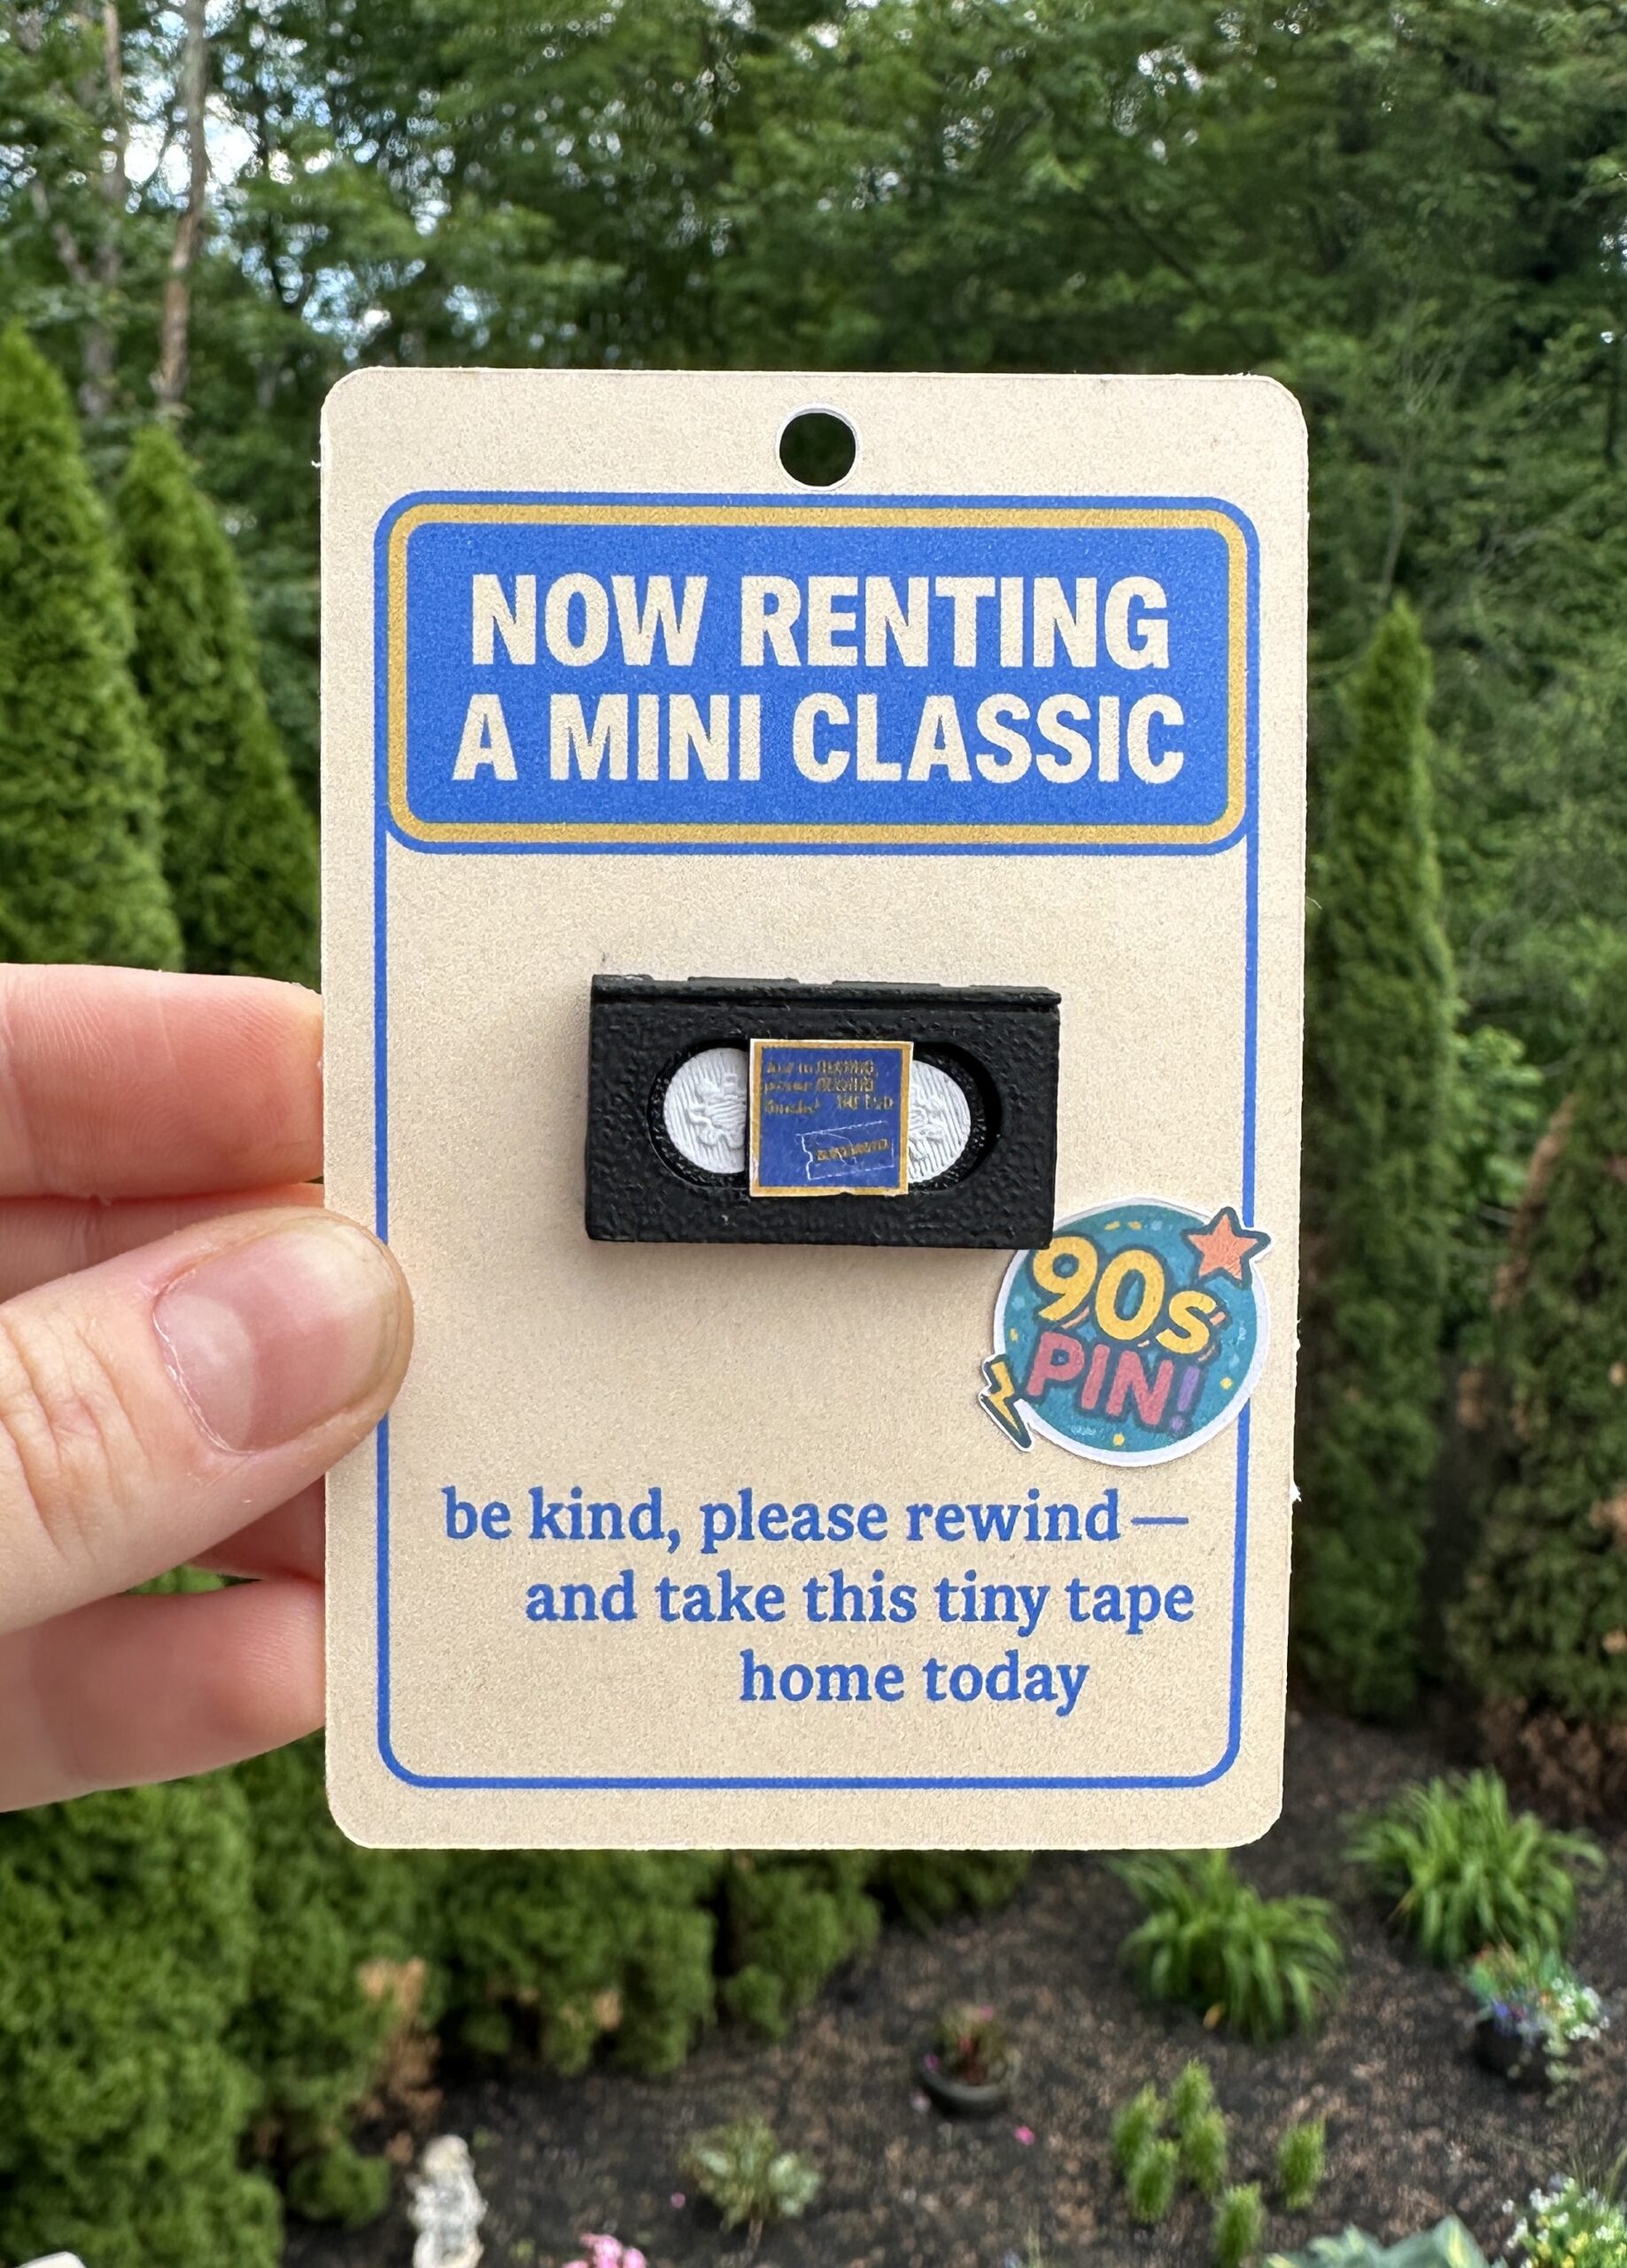 NOW RENTING
A MINI CLASSIC
90s
PIN!
be kind, please rewind—
and take this tiny tape
home today